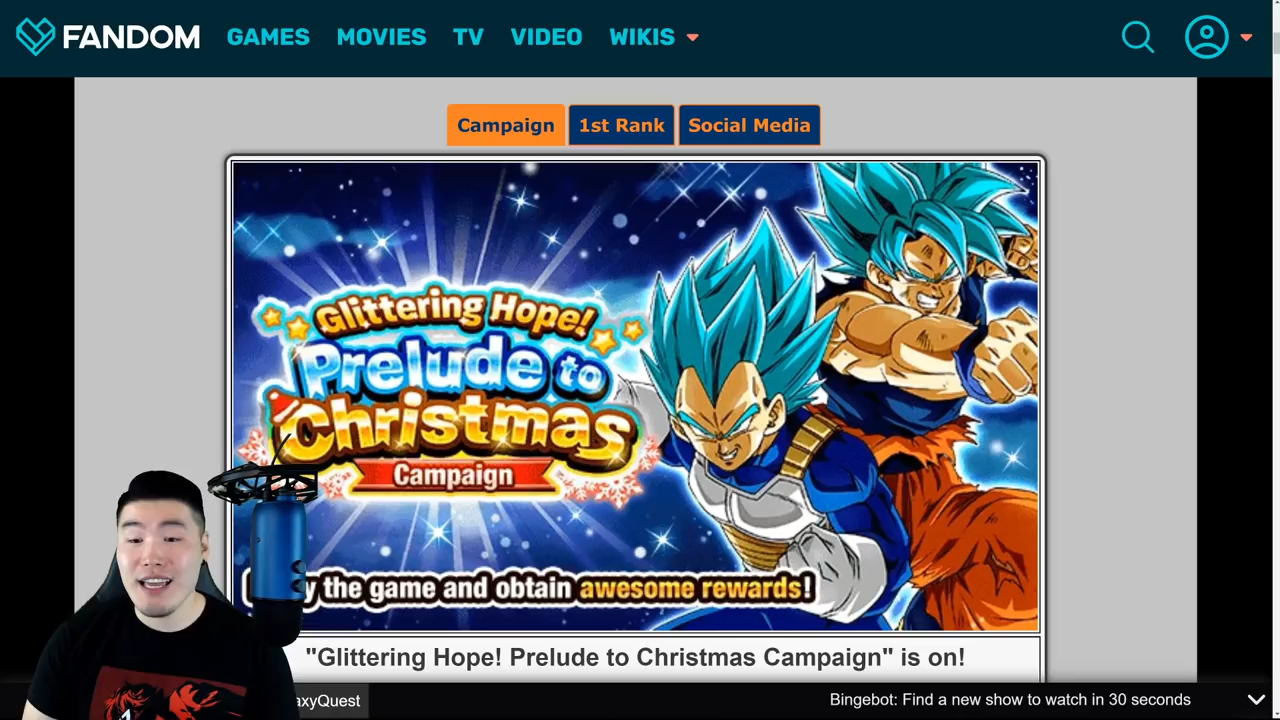 FANDOM GAMES MOVIES TV VIDEO WIKIS
Campaign 1st Rank Social Media
Glittering Hope!
Prelude to
Christmas
Campaign
the game and obtain awesome rewards!
"Glittering Hope! Prelude to Christmas Campaign" is on!
Bingebot: Find a new show to watch in 30 seconds